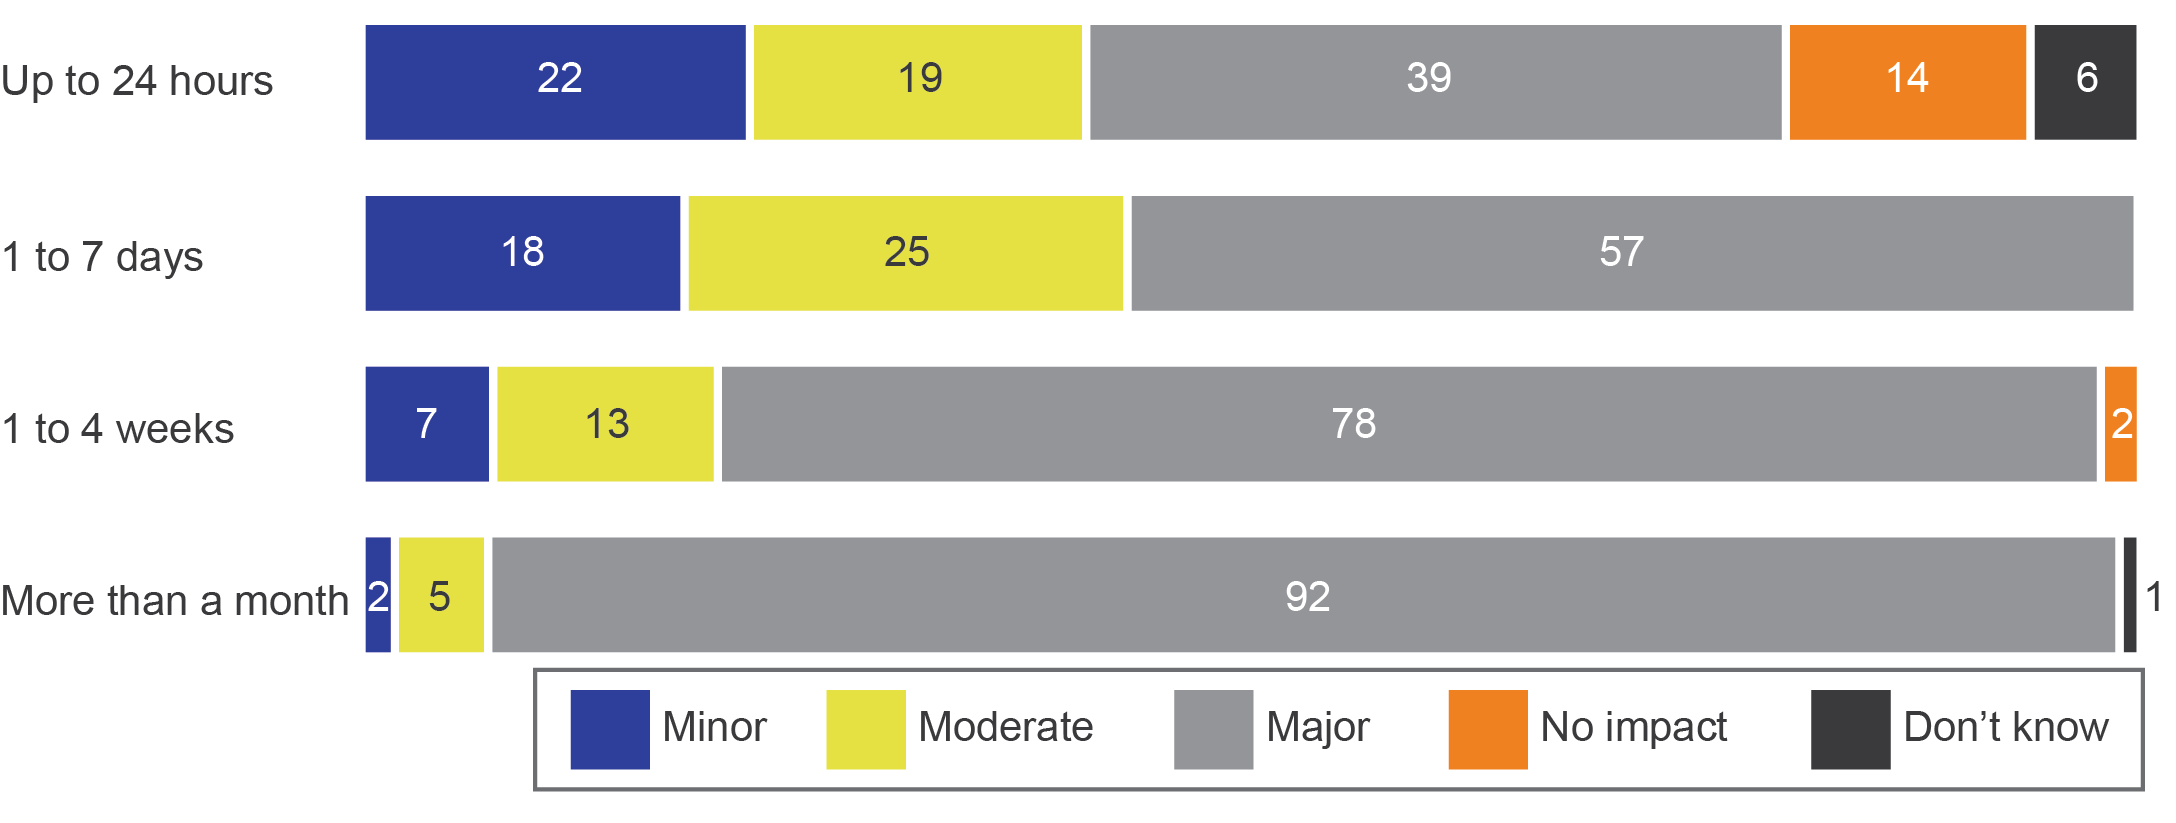 Up to 24 hours 22 19 39 14 6
1 to 7 days 18 25 57
1 to 4 weeks 7 13 78 2
More than a month 2 5 92 1
Minor Moderate Major No impact Don’t know